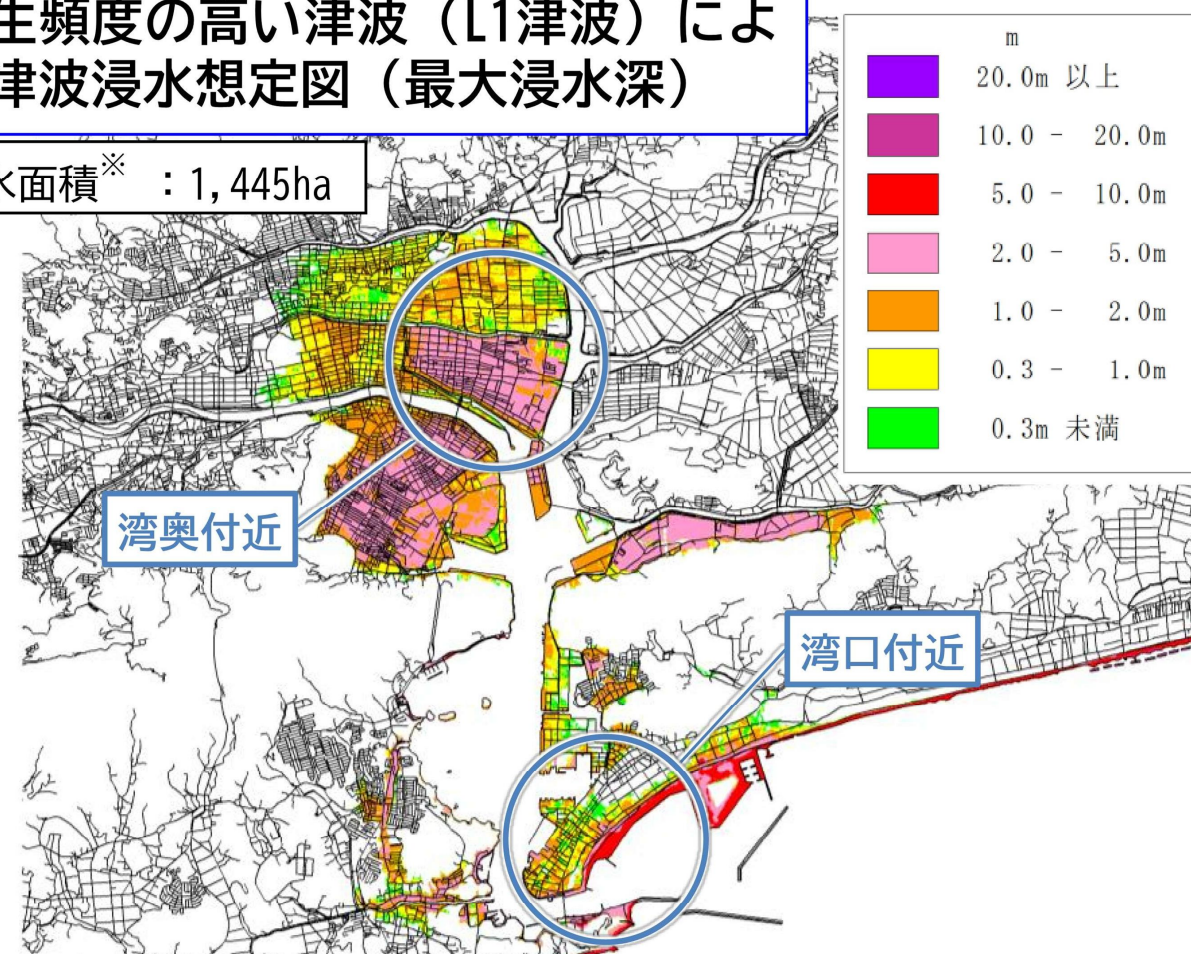 生頻度の高い津波（L1津波）によ
津波浸水想定図（最大浸水深）
水面積※ ：1,445ha
m
20.0m 以上
10.0 - 20.0m
5.0 - 10.0m
2.0 - 5.0m
1.0 - 2.0m
0.3 - 1.0m
0.3m 未満
湾奥付近
湾口付近